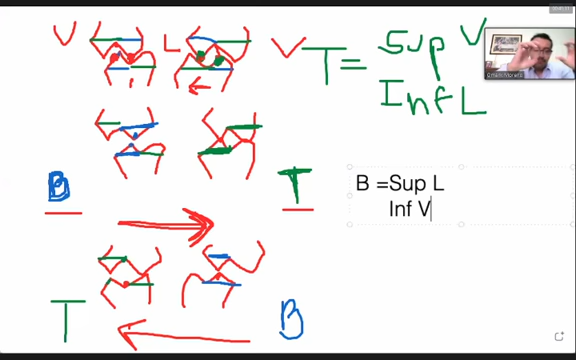 V L V
T = Sup V
Inf L
B T
B =Sup L
Inf V
T B